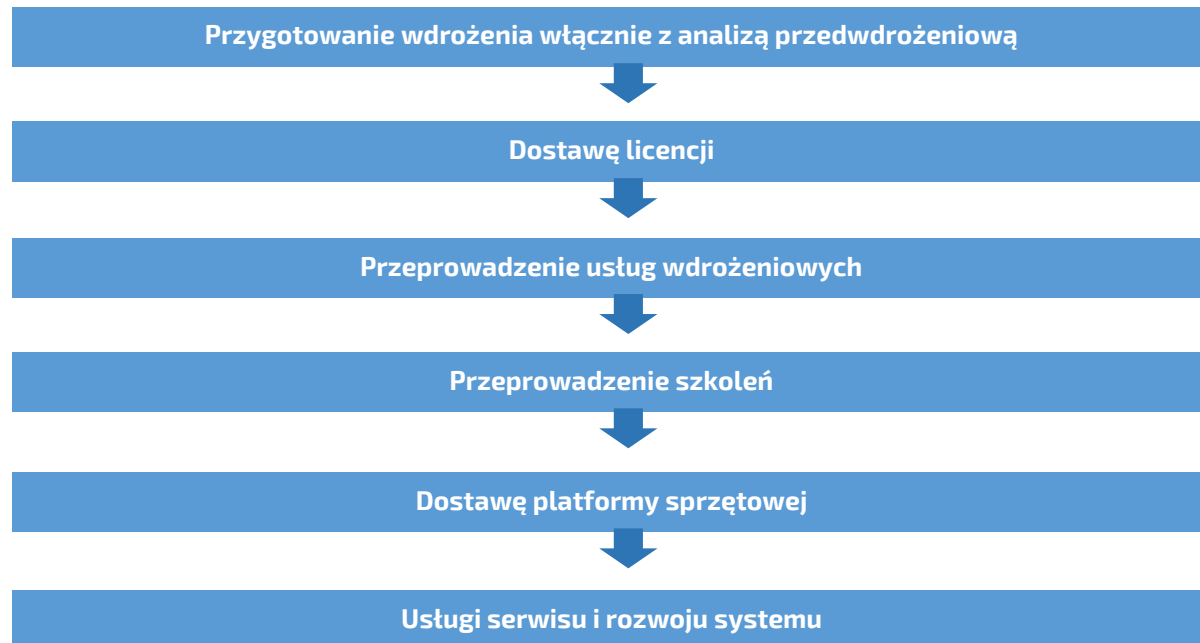 Przygotowanie wdrożenia włącznie z analizą przedwdrożeniową
Dostawę licencji
Przeprowadzenie usług wdrożeniowych
Przeprowadzenie szkoleń
Dostawę platformy sprzętowej
Usługi serwisu i rozwoju systemu